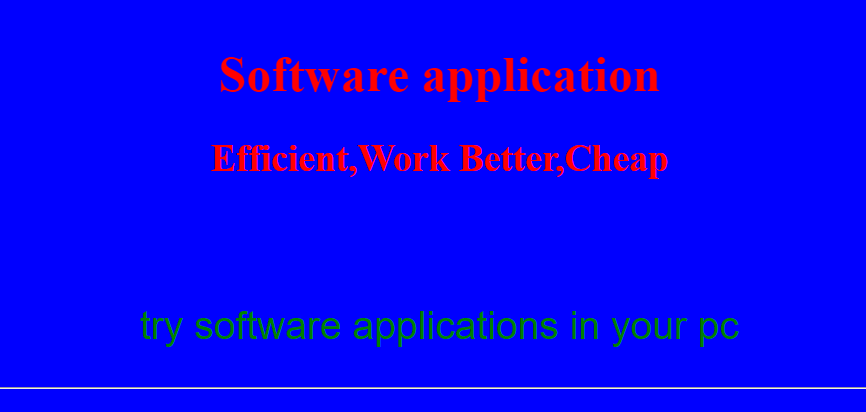 Software application
Efficient,Work Better,Cheap
try software applications in your pc